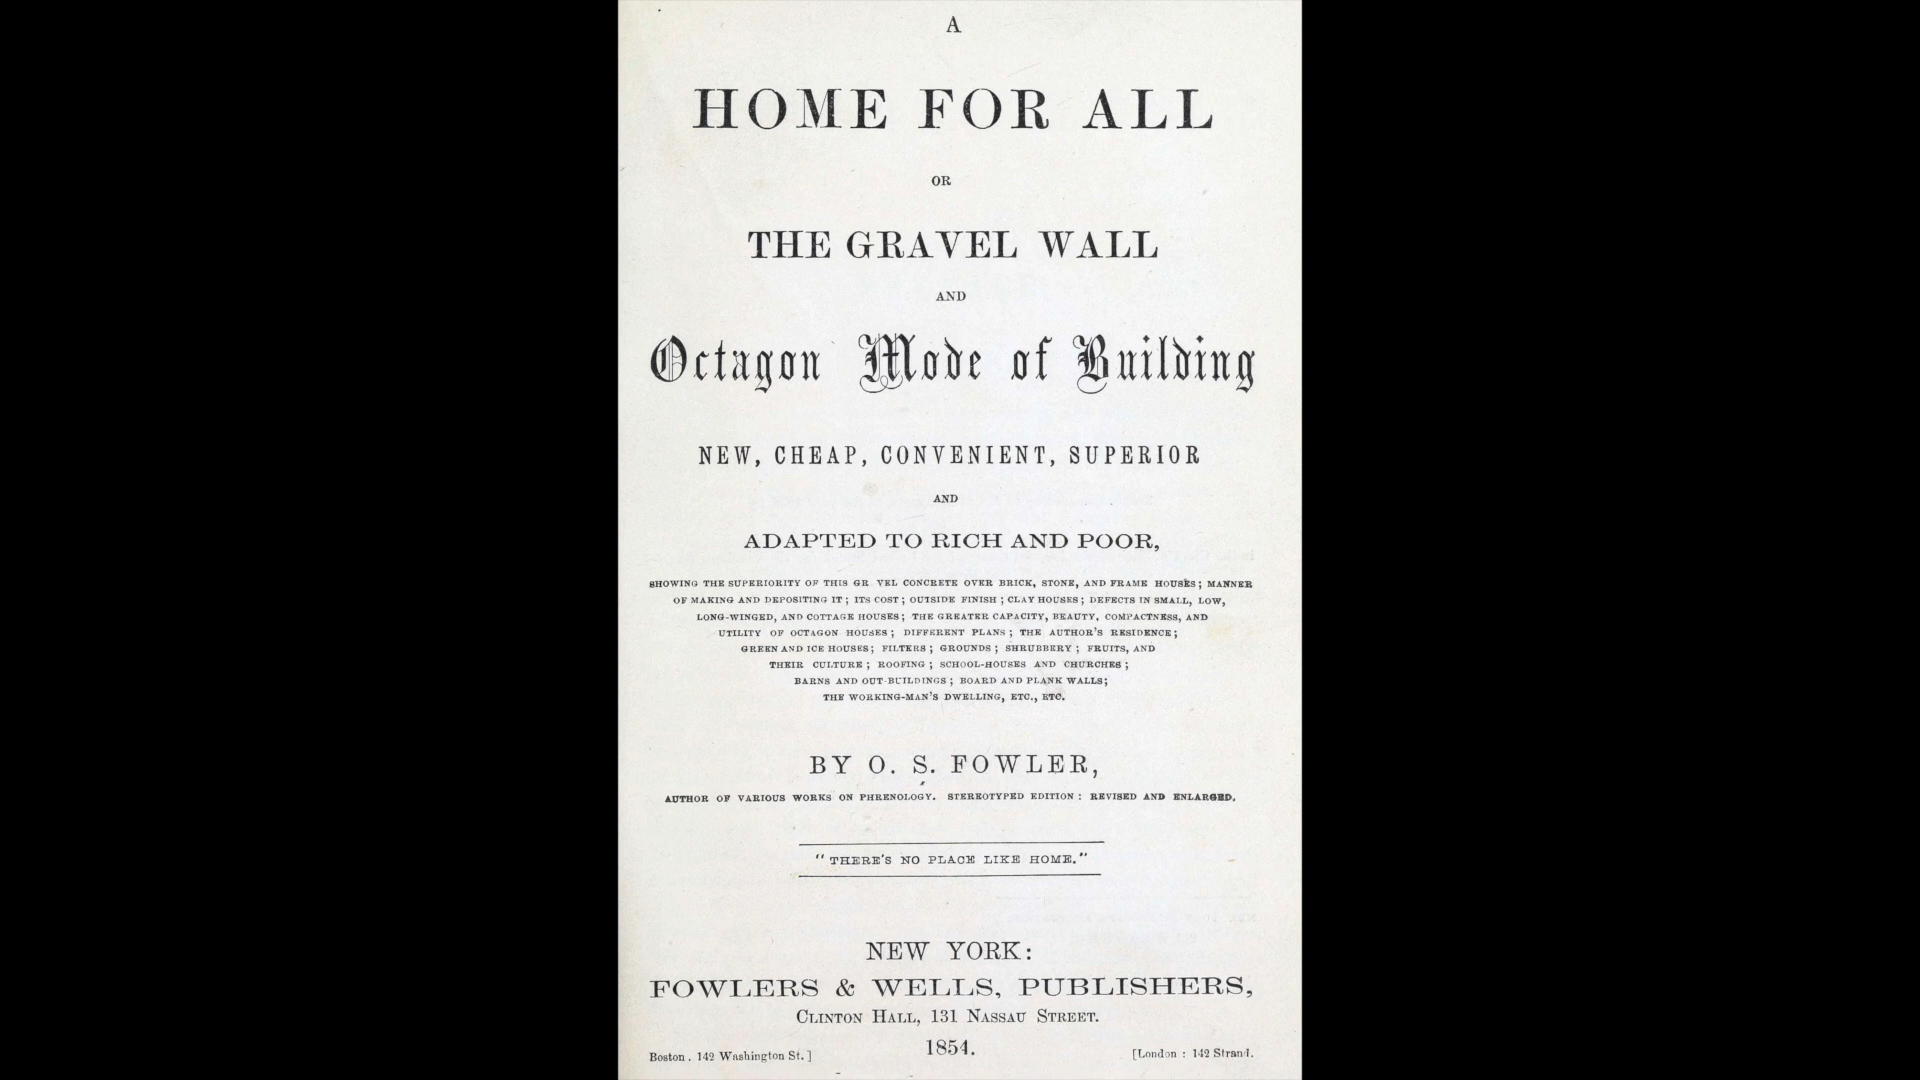 A
HOME FOR ALL
OR
THE GRAVEL WALL
AND
Octagon Mode of Building
NEW, CHEAP, CONVENIENT, SUPERIOR
AND
ADAPTED TO RICH AND POOR,
SHOWING THE SUPERIORITY OF THIS GR VEL CONCRETE OVER BRICK, STONE, AND FRAME HOUSES; MANNER
OF MAKING AND DEPOSITING IT; ITS COST; OUTSIDE FINISH; CLAY HOUSES; DEFECTS IN SMALL, LOW,
LONG-WINGED, AND COTTAGE HOUSES; THE GREATER CAPACITY, BEAUTY, COMPACTNESS, AND
UTILITY OF OCTAGON HOUSES; DIFFERENT PLANS; THE AUTHOR'S RESIDENCE;
GREEN AND ICE HOUSES; FILTERS; GROUNDS; SHRUBBERY; FRUITS, AND
THEIR CULTURE; ROOFING; SCHOOL-HOUSES AND CHURCHES;
BARNS AND OUT-BUILDINGS; BOARD AND PLANK WALLS;
THE WORKING-MAN'S DWELLING, ETC., ETC.
BY O. S. FOWLER,
AUTHOR OF VARIOUS WORKS ON PHRENOLOGY. STEREOTYPED EDITION: REVISED AND ENLARGED.
"THERE'S NO PLACE LIKE HOME."
NEW YORK:
FOWLERS & WELLS, PUBLISHERS,
CLINTON HALL, 131 NASSAU STREET.
1854.
Boston. 142 Washington St.] [London: 142 Strand.